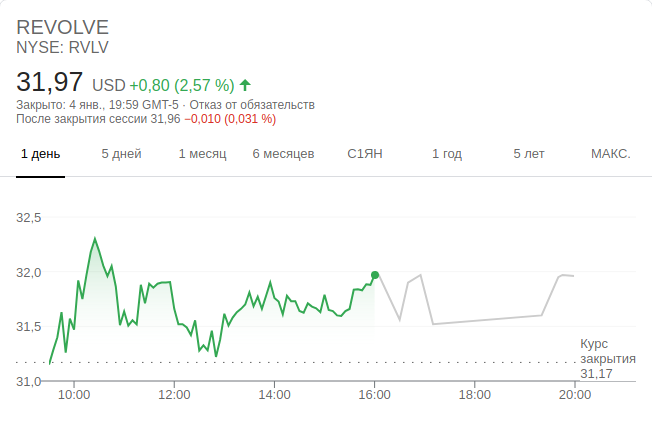 REVOLVE
NYSE: RVLV
31,97 USD +0,80 (2,57 %)
Закрыто: 4 янв., 19:59 GMT-5 · Отказ от обязательств
После закрытия сессии 31,96 −0,010 (0,031 %)
1 день 5 дней 1 месяц 6 месяцев С1ЯН 1 год 5 лет МАКС.
32,5
32,0
31,5
Курс
закрытия
31,17
31,0
10:00 12:00 14:00 16:00 18:00 20:00